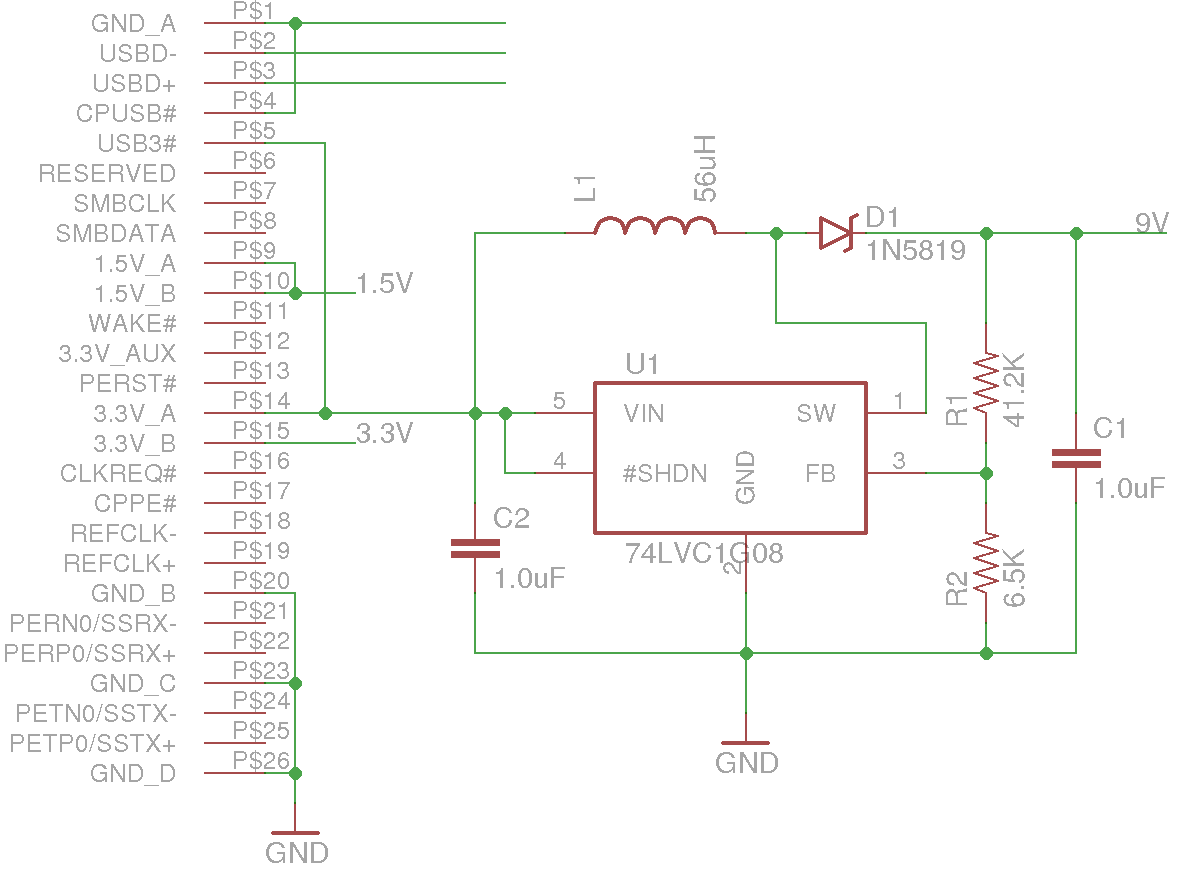 GND_A P$1
USBD- P$2
USBD+ P$3
CPUSB# P$4
USB3# P$5
RESERVED P$6
SMBCLK P$7
SMBDATA P$8
1.5V_A P$9
1.5V_B P$10 1.5V
WAKE# P$11
3.3V_AUX P$12
PERST# P$13
3.3V_A P$14
3.3V_B P$15 3.3V
CLKREQ# P$16
CPPE# P$17
REFCLK- P$18
REFCLK+ P$19
GND_B P$20
PERN0/SSRX- P$21
PERP0/SSRX+ P$22
GND_C P$23
PETN0/SSTX- P$24
PETP0/SSTX+ P$25
GND_D P$26
GND
L1
56uH
D1
1N5819
9V
U1
5 VIN SW 1
4 #SHDN GND FB 3
74LVC1G08
2
R1
41.2K
C1
1.0uF
C2
1.0uF
R2
6.5K
GND